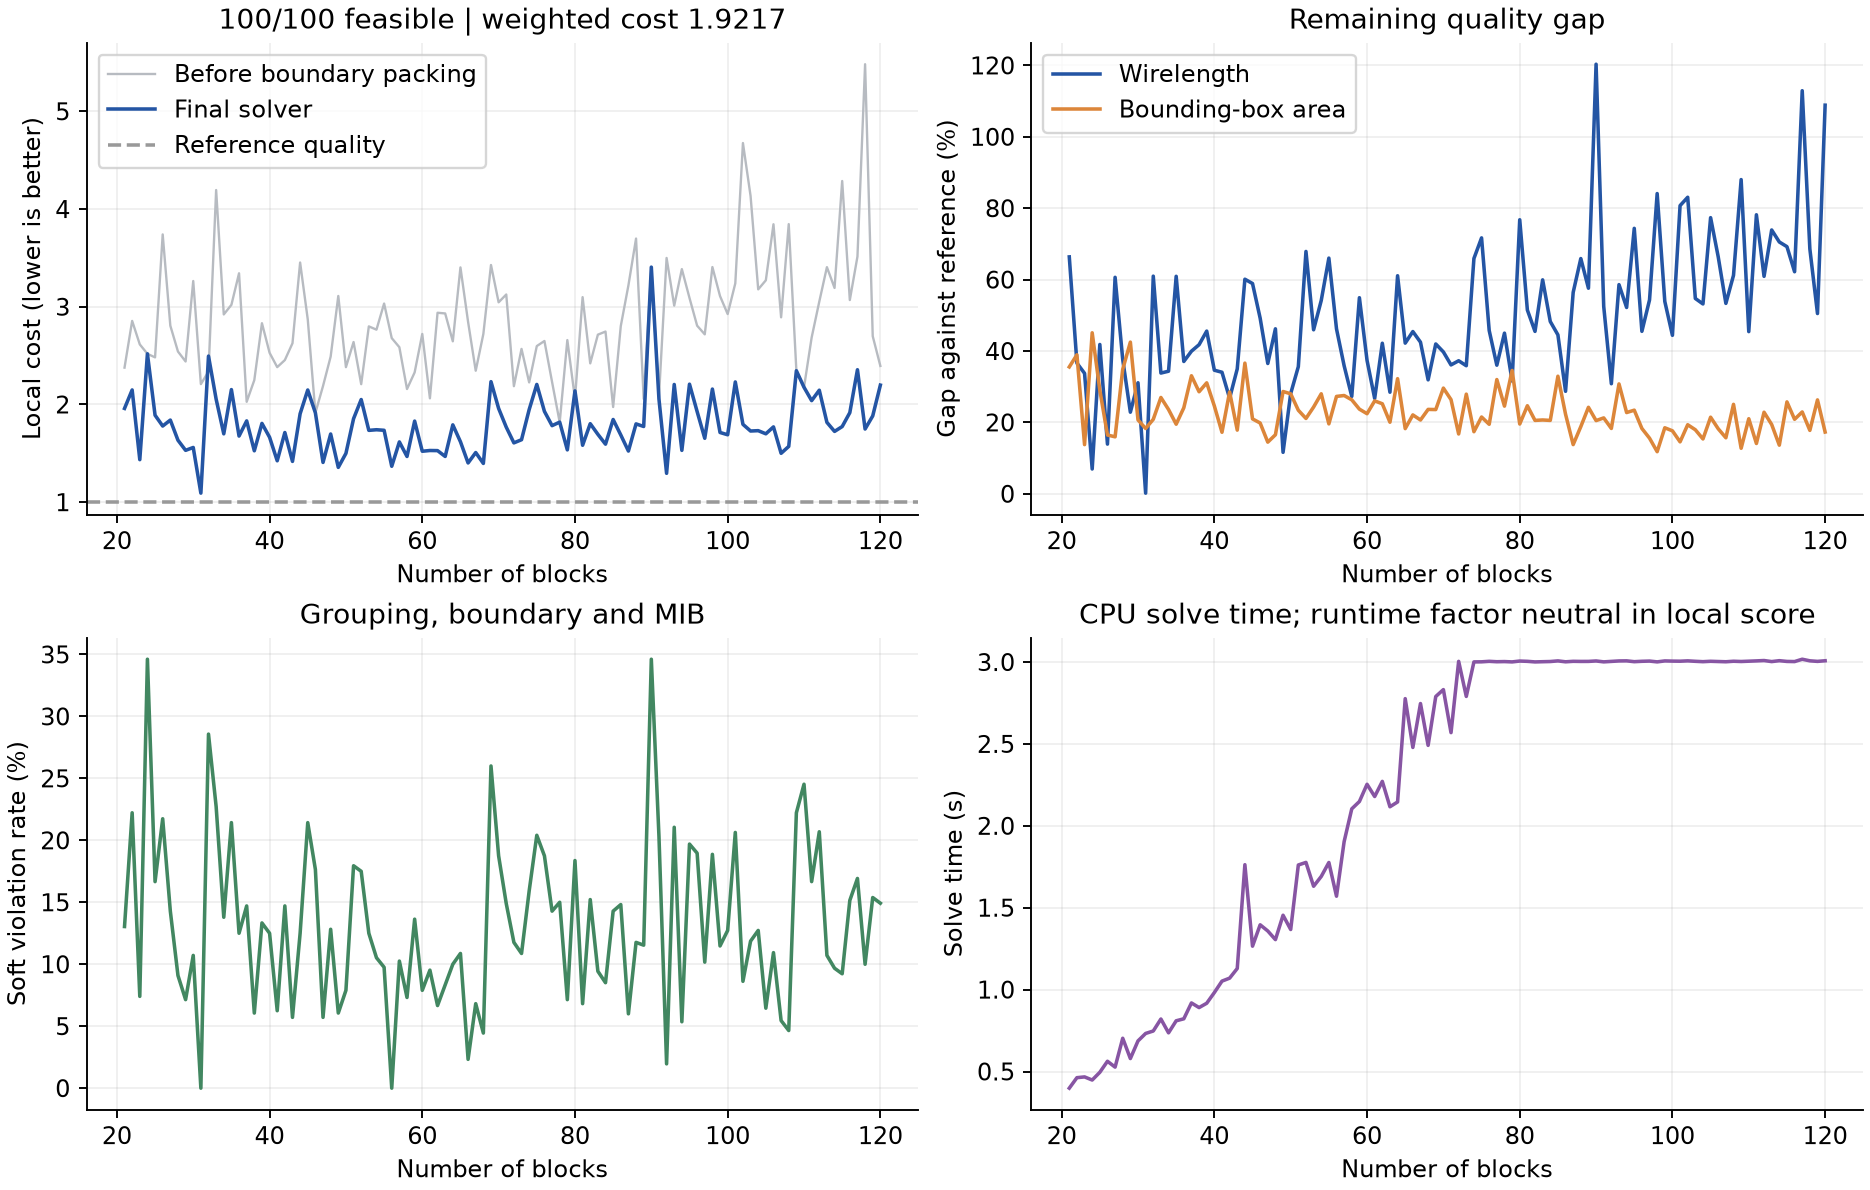 100/100 feasible | weighted cost 1.9217
Local cost (lower is better)
Before boundary packing
Final solver
Reference quality
5
4
3
2
1
20 40 60 80 100 120
Number of blocks
Remaining quality gap
Gap against reference (%)
Wirelength
Bounding-box area
120
100
80
60
40
20
0
20 40 60 80 100 120
Number of blocks
Grouping, boundary and MIB
Soft violation rate (%)
35
30
25
20
15
10
5
0
20 40 60 80 100 120
Number of blocks
CPU solve time; runtime factor neutral in local score
Solve time (s)
3.0
2.5
2.0
1.5
1.0
0.5
20 40 60 80 100 120
Number of blocks